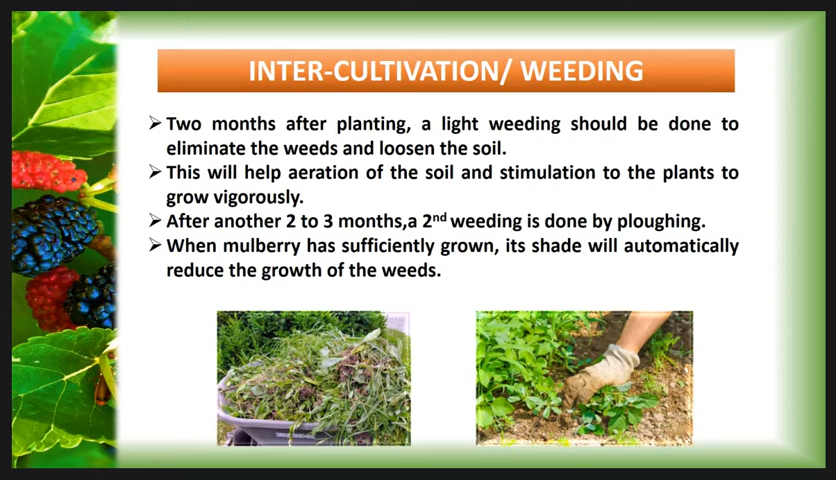 INTER-CULTIVATION/ WEEDING
➢ Two months after planting, a light weeding should be done to
eliminate the weeds and loosen the soil.
➢ This will help aeration of the soil and stimulation to the plants to
grow vigorously.
➢ After another 2 to 3 months,a 2nd weeding is done by ploughing.
➢ When mulberry has sufficiently grown, its shade will automatically
reduce the growth of the weeds.